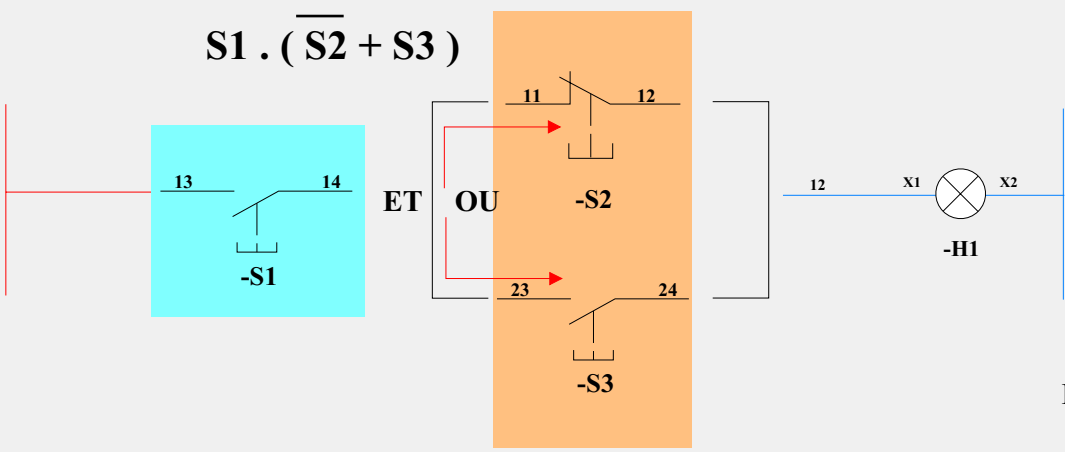 S1 . ( S2 + S3 )
11 12
13 14
ET OU
-S2
12 X1 X2
-S1
-H1
23 24
-S3